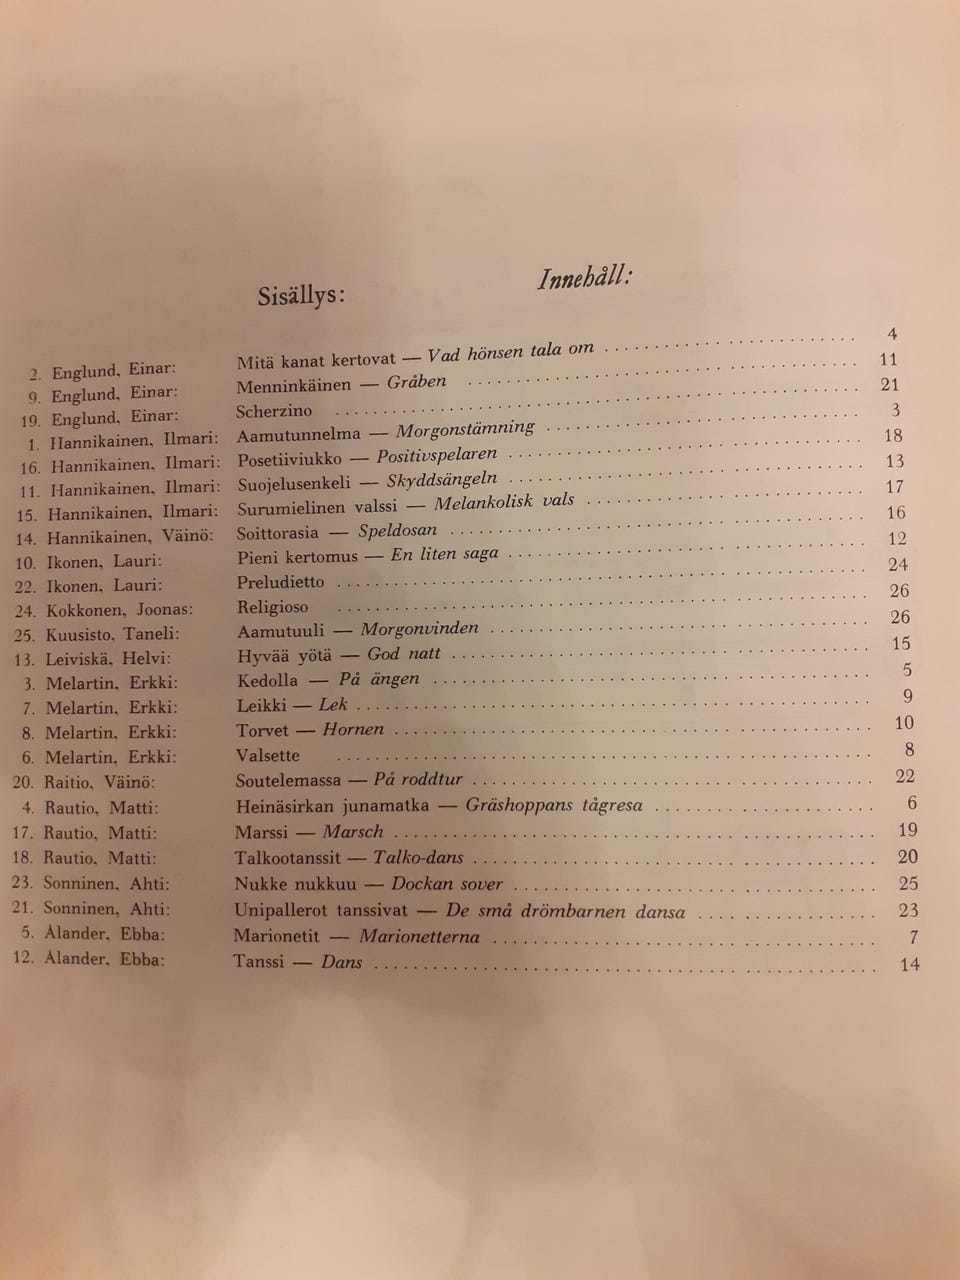 Sisällys: Innehåll:
2. Englund, Einar: Mitä kanat kertovat — Vad hönsen tala om 4
9. Englund, Einar: Menninkäinen — Gråben 11
19. Englund, Einar: Scherzino 21
1. Hannikainen, Ilmari: Aamutunnelma — Morgonstämning 3
16. Hannikainen, Ilmari: Posetiiviukko — Positivspelaren 18
11. Hannikainen, Ilmari: Suojelusenkeli — Skyddsängeln 13
15. Hannikainen, Ilmari: Surumielinen valssi — Melankolisk vals 17
14. Hannikainen, Väinö: Soittorasia — Speldosan 16
10. Ikonen, Lauri: Pieni kertomus — En liten saga 12
22. Ikonen, Lauri: Preludietto 24
24. Kokkonen, Joonas: Religioso 26
25. Kuusisto, Taneli: Aamutuuli — Morgonvinden 26
13. Leiviskä, Helvi: Hyvää yötä — God natt 15
3. Melartin, Erkki: Kedolla — På ängen 5
7. Melartin, Erkki: Leikki — Lek 9
8. Melartin, Erkki: Torvet — Hornen 10
6. Melartin, Erkki: Valsette 8
20. Raitio, Väinö: Soutelemassa — På roddtur 22
4. Rautio, Matti: Heinäsirkan junamatka — Gräshoppans tågresa 6
17. Rautio, Matti: Marssi — Marsch 19
18. Rautio, Matti: Talkootanssit — Talko-dans 20
23. Sonninen, Ahti: Nukke nukkuu — Dockan sover 25
21. Sonninen, Ahti: Unipallerot tanssivat — De små drömbarnen dansa 23
5. Ålander, Ebba: Marionetit — Marionetterna 7
12. Ålander, Ebba: Tanssi — Dans 14